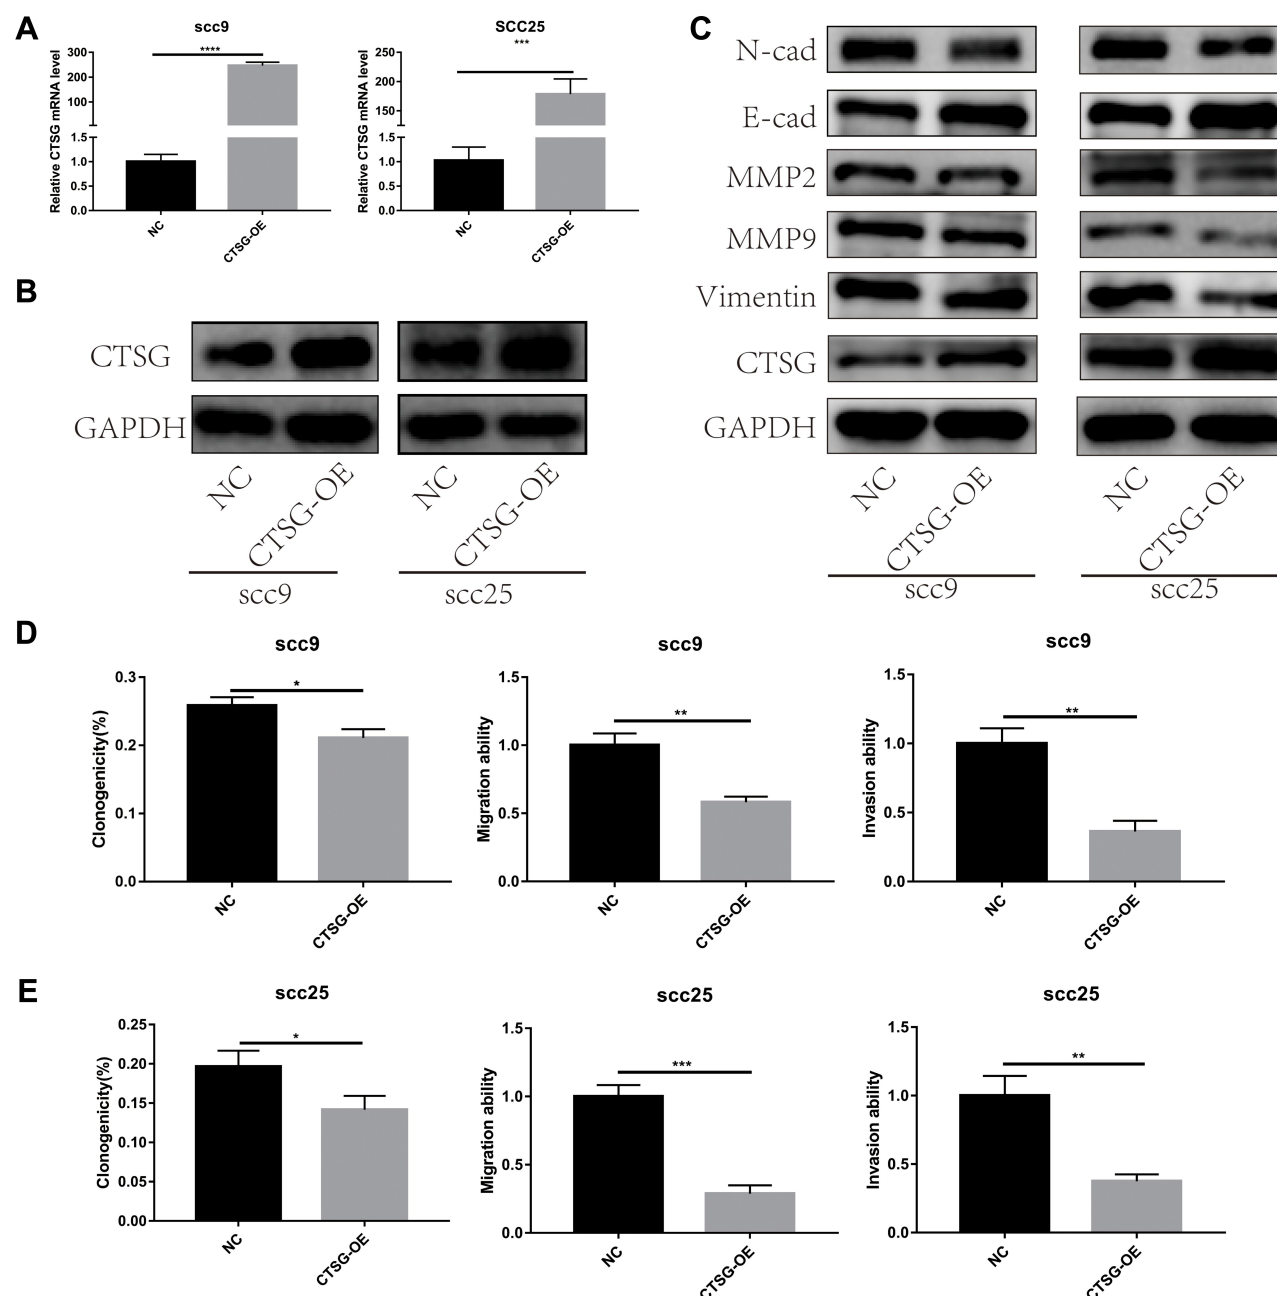 A
scc9
Relative CTSG mRNA level
300
200
100
1.5
1.0
0.5
0.0
****
NC
CTSG-OE
SCC25
Relative CTSG mRNA level
250
200
150
1.5
1.0
0.5
0.0
***
NC
CTSG-OE
B
CTSG
GAPDH
NC
CTSG-OE
NC
CTSG-OE
scc9
scc25
C
N-cad
E-cad
MMP2
MMP9
Vimentin
CTSG
GAPDH
NC
CTSG-OE
NC
CTSG-OE
scc9
scc25
D
scc9
Clonogenicity(%)
0.3
0.2
0.1
0.0
*
NC
CTSG-OE
scc9
Migration ability
1.5
1.0
0.5
0.0
**
NC
CTSG-OE
scc9
Invasion ability
1.5
1.0
0.5
0.0
**
NC
CTSG-OE
E
scc25
Clonogenicity(%)
0.25
0.20
0.15
0.10
0.05
0.00
*
NC
CTSG-OE
scc25
Migration ability
1.5
1.0
0.5
0.0
***
NC
CTSG-OE
scc25
Invasion ability
1.5
1.0
0.5
0.0
**
NC
CTSG-OE